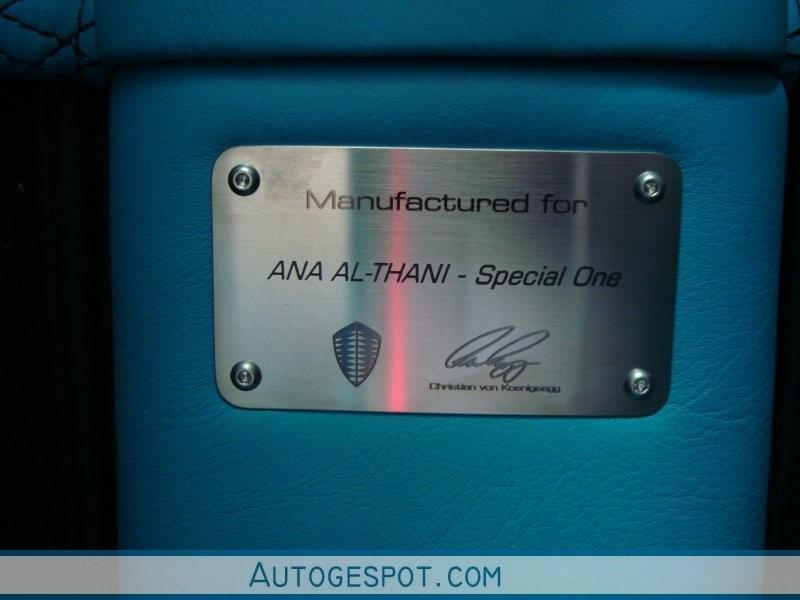 Manufactured for
ANA AL-THANI - Special One
Christian von Koenigsegg
AUTOGESPOT.COM